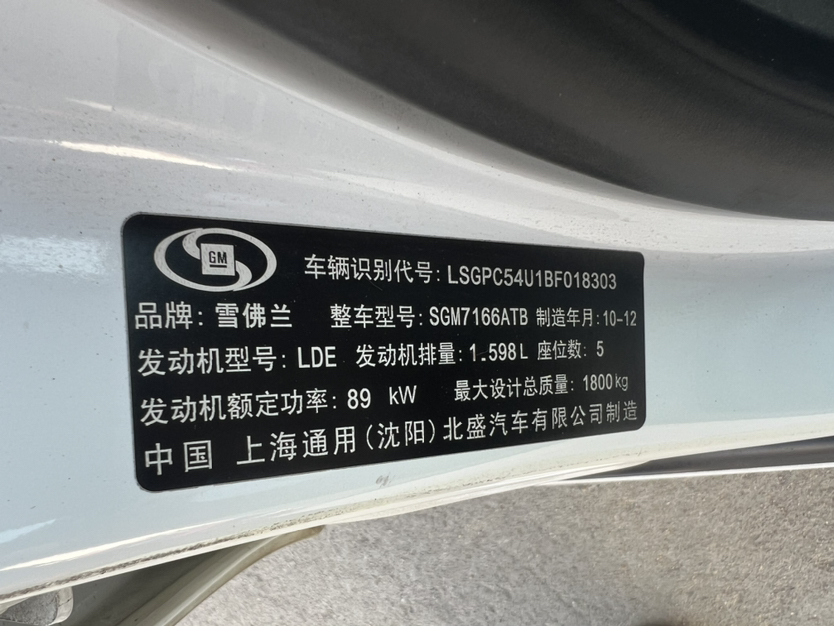 GM 车辆识别代号:LSGPC54U1BF018303
品牌:雪佛兰 整车型号:SGM7166ATB 制造年月:10-12
发动机型号:LDE 发动机排量:1.598L 座位数:5
发动机额定功率:89 kW 最大设计总质量:1800kg
中国 上海通用(沈阳)北盛汽车有限公司制造